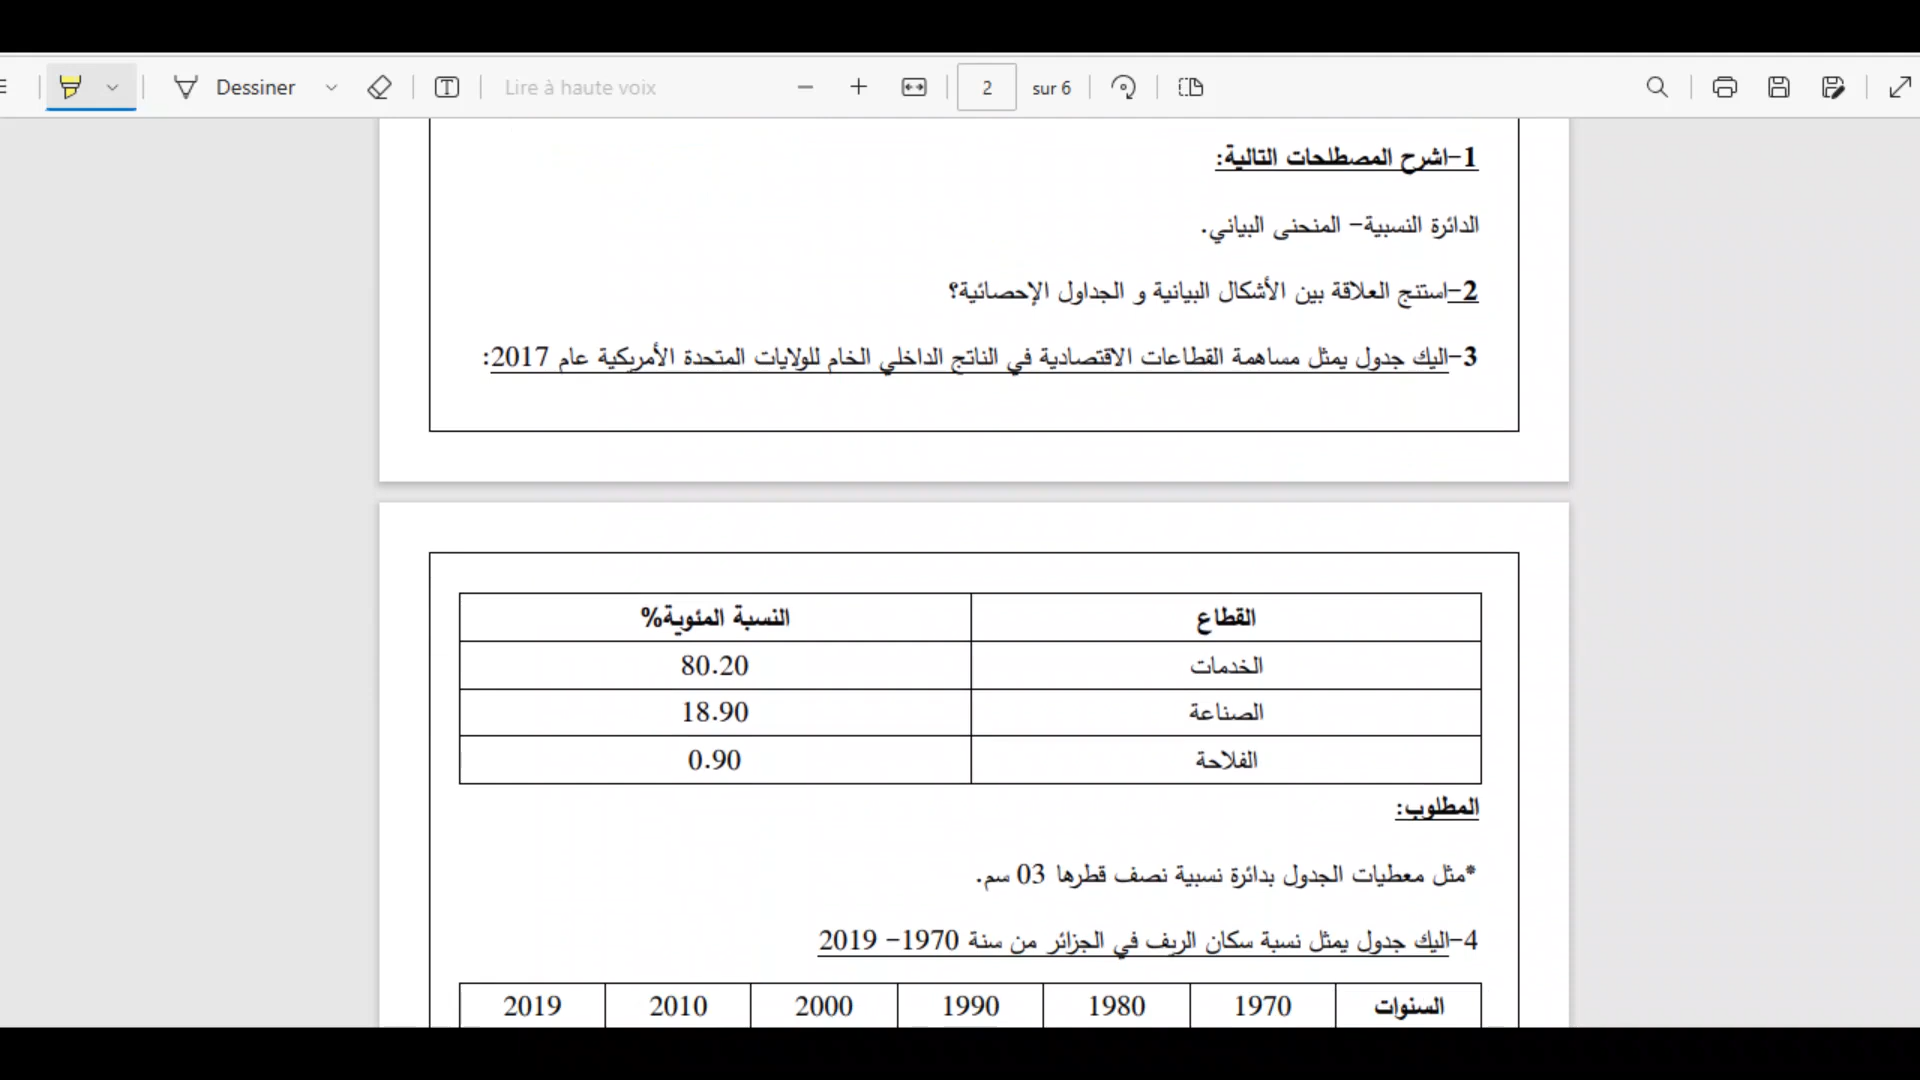 Dessiner
Lire à haute voix
2 sur 6
1-اشرح المصطلحات التالية:
الدائرة النسبية- المنحنى البياني.
2-استنتج العلاقة بين الأشكال البيانية و الجداول الإحصائية؟
3-اليك جدول يمثل مساهمة القطاعات الاقتصادية في الناتج الداخلي الخام للولايات المتحدة الأمريكية عام 2017:
القطاع النسبة المئوية%
الخدمات 80.20
الصناعة 18.90
الفلاحة 0.90
المطلوب:
*مثل معطيات الجدول بدائرة نسبية نصف قطرها 03 سم.
4-اليك جدول يمثل نسبة سكان الريف في الجزائر من سنة 1970- 2019
السنوات 1970 1980 1990 2000 2010 2019